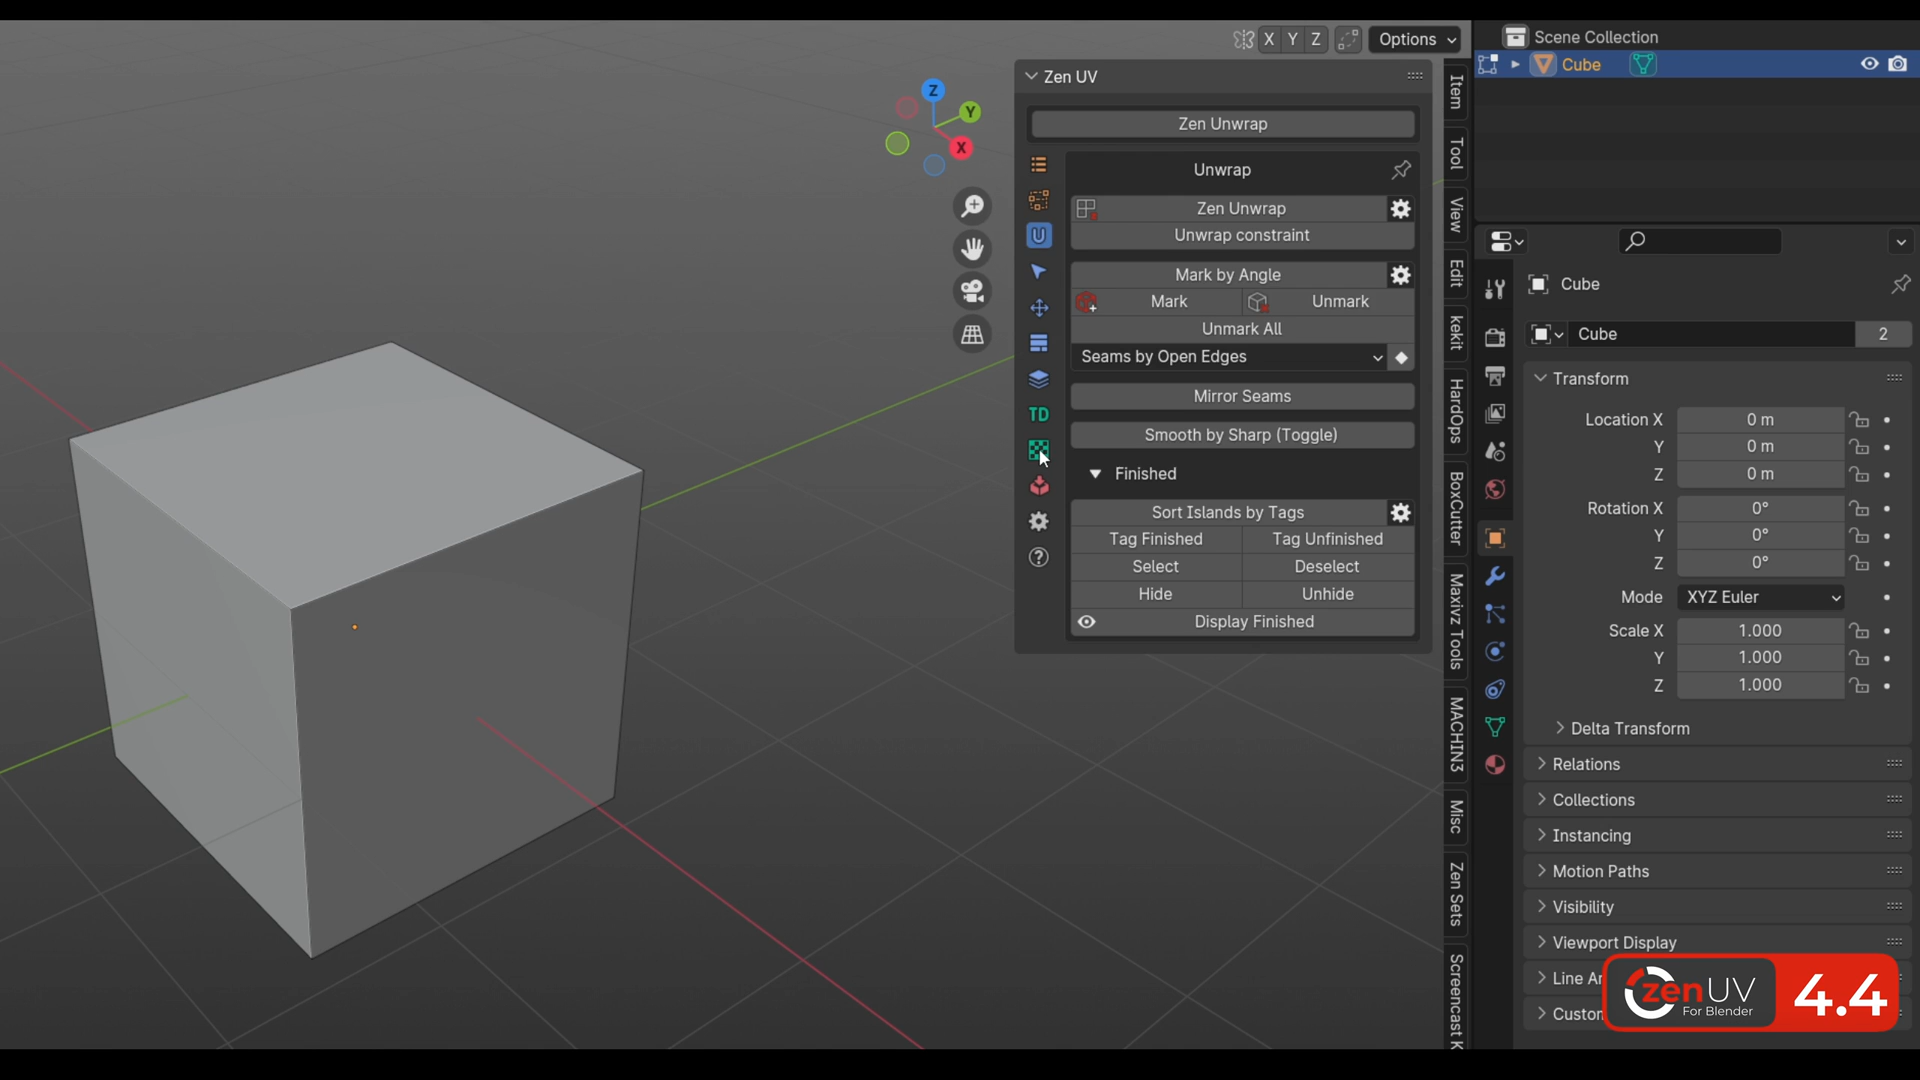 X Y Z Options
Zen UV
Zen Unwrap
Unwrap
Zen Unwrap
Unwrap constraint
Mark by Angle
Mark Unmark
Unmark All
Seams by Open Edges
Mirror Seams
Smooth by Sharp (Toggle)
Finished
Sort Islands by Tags
Tag Finished Tag Unfinished
Select Deselect
Hide Unhide
Display Finished
U
TD
Z
Y
X
Item
Tool
View
Edit
kekit
HardOps
BoxCutter
Maxivz Tools
MACHIN3
Misc
Zen Sets
Screencast K
Scene Collection
Cube
Cube
Cube 2
Transform
Location X 0 m
Y 0 m
Z 0 m
Rotation X 0°
Y 0°
Z 0°
Mode XYZ Euler
Scale X 1.000
Y 1.000
Z 1.000
Delta Transform
Relations
Collections
Instancing
Motion Paths
Visibility
Viewport Display
Line Ar
Custon
zenUV
For Blender
4.4